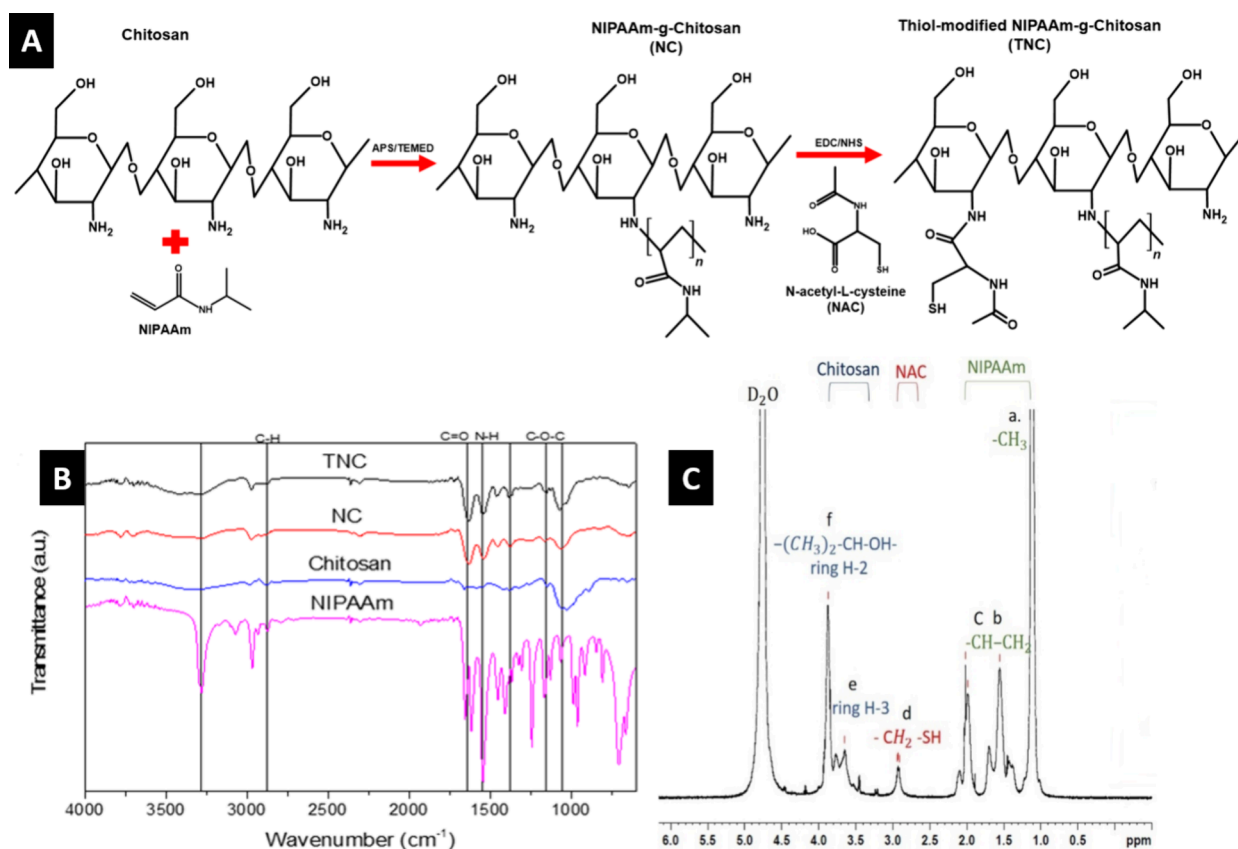 A
Chitosan
OH
OH
OH
O
O
O
OH
OH
OH
O
O
NH2
NH2
NH2
O
N
H
NIPAAm
APS/TEMED
NIPAAm-g-Chitosan
(NC)
OH
OH
OH
O
O
O
OH
OH
OH
O
O
NH2
HN
NH2
n
O
NH
EDC/NHS
O
NH
HO
O
SH
N-acetyl-L-cysteine
(NAC)
Thiol-modified NIPAAm-g-Chitosan
(TNC)
OH
OH
OH
O
O
O
OH
OH
OH
O
O
NH
HN
NH2
O
n
SH
NH
O
O
NH
B
C-H
C=O
N-H
C-O-C
TNC
NC
Chitosan
NIPAAm
Transmittance (a.u.)
4000 3500 3000 2500 2000 1500 1000
Wavenumber (cm-1)
C
Chitosan
NAC
NIPAAm
D2O
a.
-CH3
f
–(CH3)2-CH-OH-
ring H-2
C b
-CH–CH2
e
ring H-3
d
- CH2 -SH
6.0 5.5 5.0 4.5 4.0 3.5 3.0 2.5 2.0 1.5 1.0 0.5 ppm